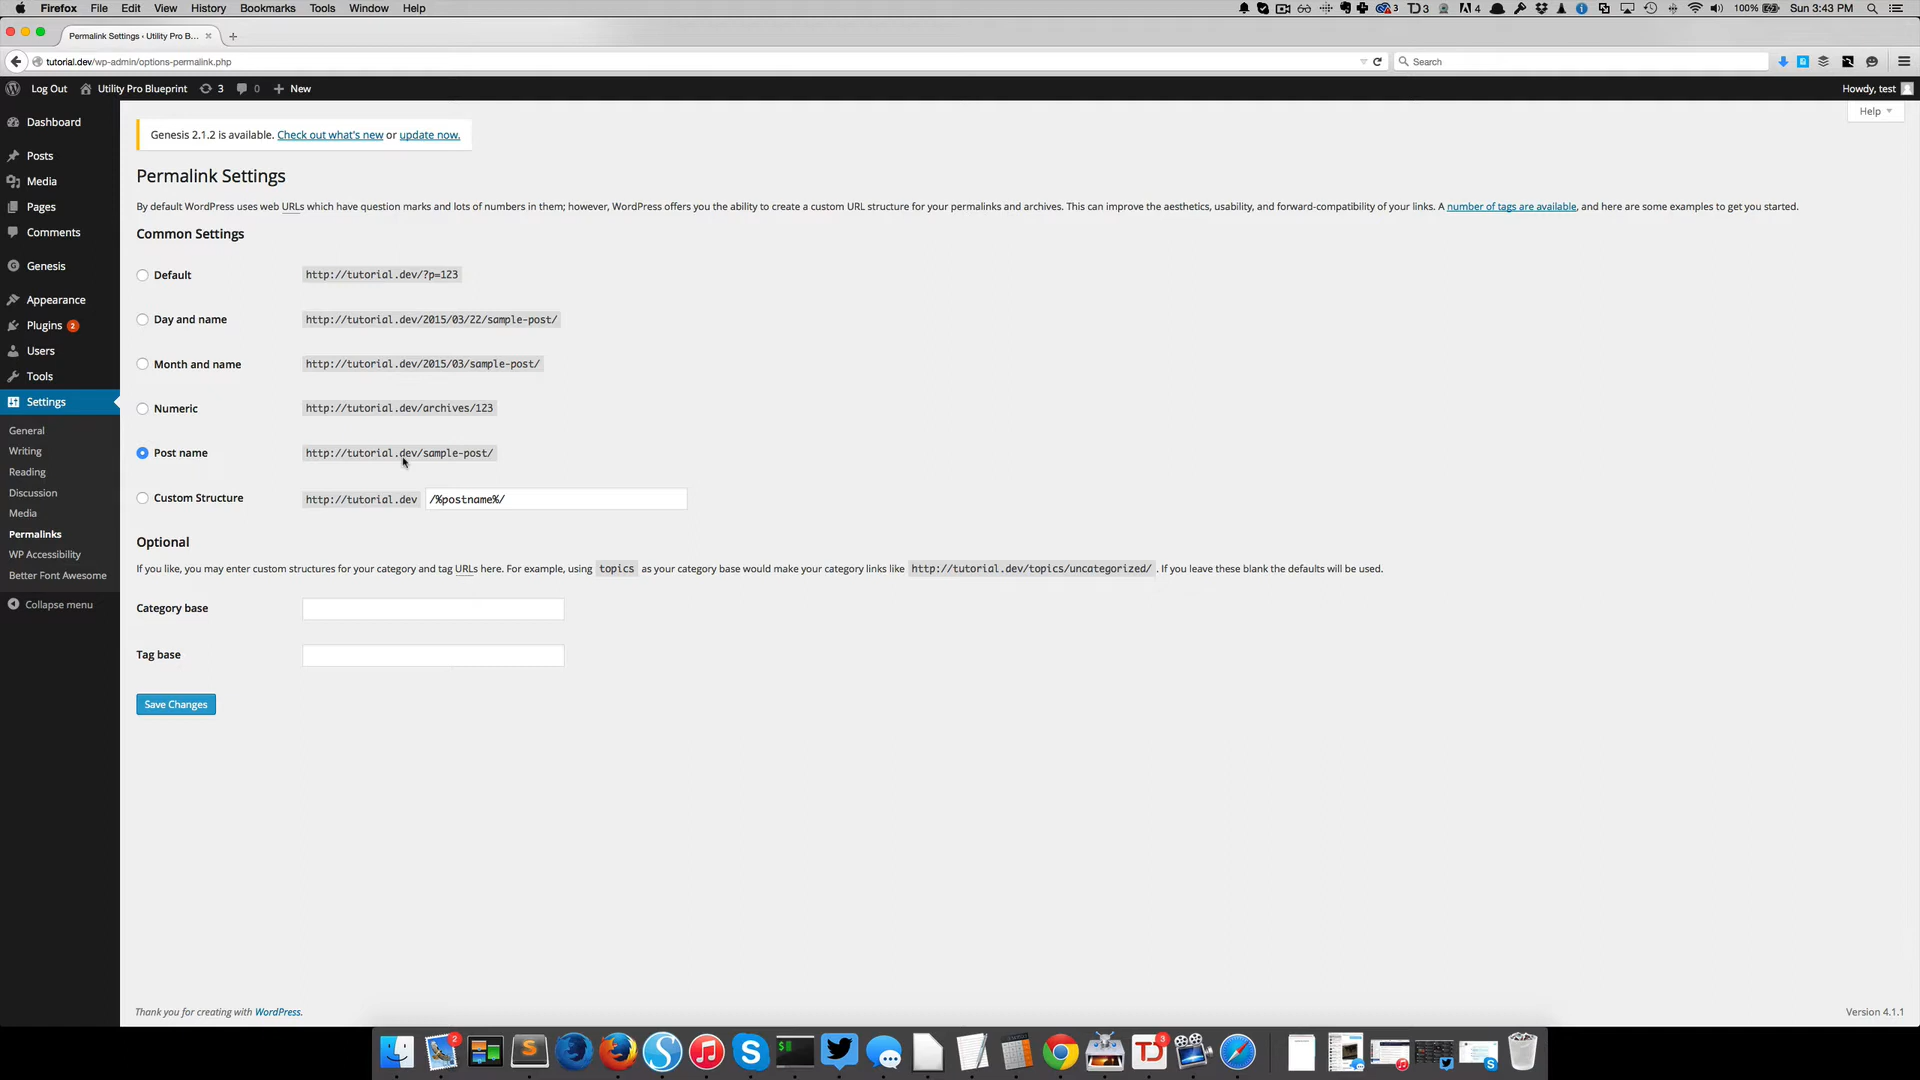 Firefox File Edit View History Bookmarks Tools Window Help 3 3 4 100% Sun 3:43 PM
Permalink Settings ‹ Utility Pro B...
tutorial.dev/wp-admin/options-permalink.php Search
Log Out Utility Pro Blueprint 3 0 New Howdy, test
Help
Dashboard
Posts
Media
Pages
Comments
Genesis
Appearance
Plugins 2
Users
Tools
Settings
General
Writing
Reading
Discussion
Media
Permalinks
WP Accessibility
Better Font Awesome
Collapse menu
Genesis 2.1.2 is available. Check out what's new or update now.
Permalink Settings
By default WordPress uses web URLs which have question marks and lots of numbers in them; however, WordPress offers you the ability to create a custom URL structure for your permalinks and archives. This can improve the aesthetics, usability, and forward-compatibility of your links. A number of tags are available, and here are some examples to get you started.
Common Settings
Default http://tutorial.dev/?p=123
Day and name http://tutorial.dev/2015/03/22/sample-post/
Month and name http://tutorial.dev/2015/03/sample-post/
Numeric http://tutorial.dev/archives/123
Post name http://tutorial.dev/sample-post/
Custom Structure http://tutorial.dev /%postname%/
Optional
If you like, you may enter custom structures for your category and tag URLs here. For example, using topics as your category base would make your category links like http://tutorial.dev/topics/uncategorized/ . If you leave these blank the defaults will be used.
Category base
Tag base
Save Changes
Thank you for creating with WordPress. Version 4.1.1
2 3